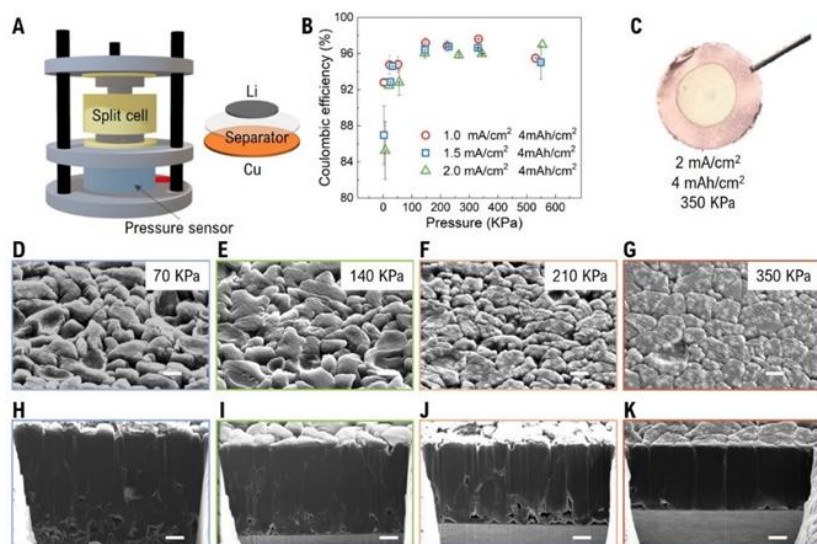 A
Split cell
Li
Separator
Cu
Pressure sensor
B
Coulombic efficiency (%)
100
96
92
88
84
80
1.0 mA/cm² 4mAh/cm²
1.5 mA/cm² 4mAh/cm²
2.0 mA/cm² 4mAh/cm²
0 100 200 300 400 500 600
Pressure (KPa)
C
2 mA/cm²
4 mAh/cm²
350 KPa
D
70 KPa
E
140 KPa
F
210 KPa
G
350 KPa
H
I
J
K